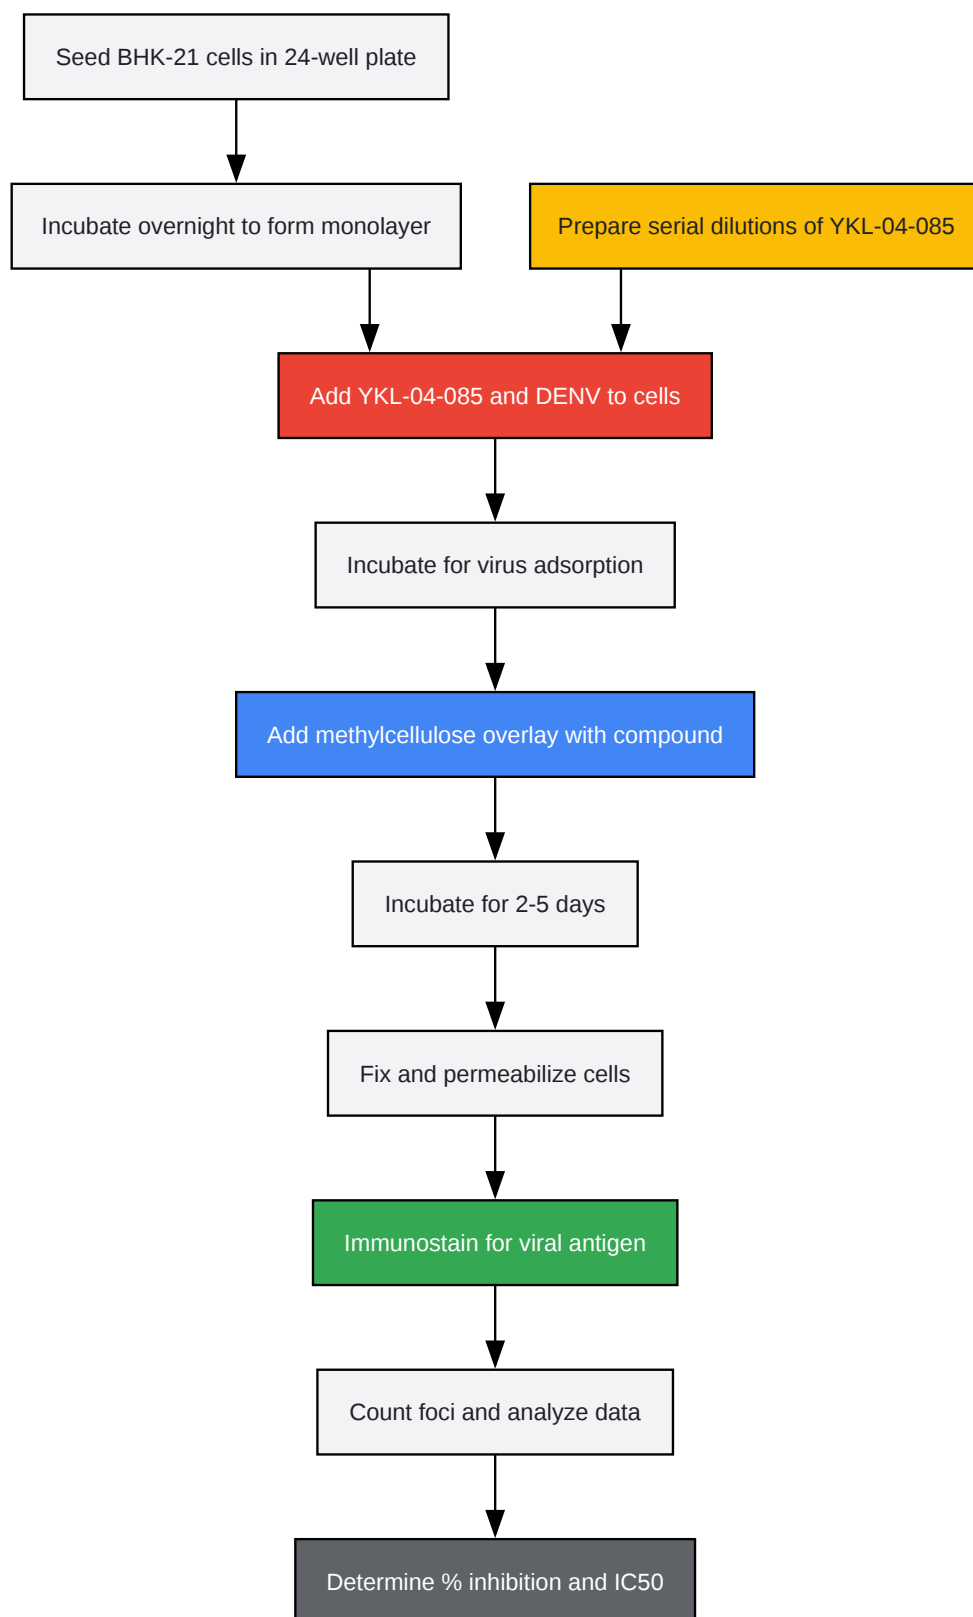 Seed BHK-21 cells in 24-well plate
Incubate overnight to form monolayer
Prepare serial dilutions of YKL-04-085
Add YKL-04-085 and DENV to cells
Incubate for virus adsorption
Add methylcellulose overlay with compound
Incubate for 2-5 days
Fix and permeabilize cells
Immunostain for viral antigen
Count foci and analyze data
Determine % inhibition and IC50